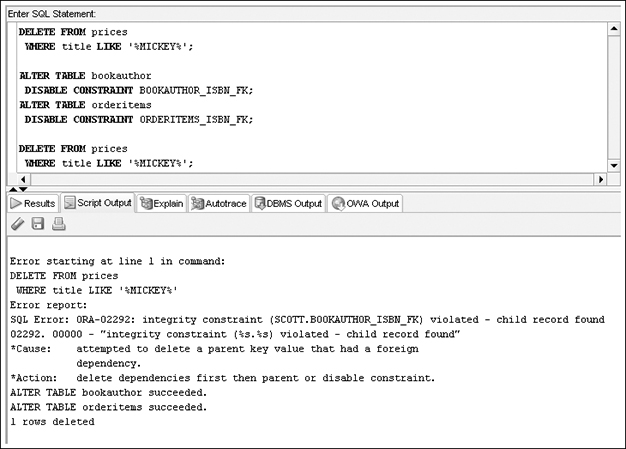 Enter SQL Statement:
DELETE FROM prices
WHERE title LIKE '%MICKEY%';
ALTER TABLE bookauthor
DISABLE CONSTRAINT BOOKAUTHOR_ISBN_FK;
ALTER TABLE orderitems
DISABLE CONSTRAINT ORDERITEMS_ISBN_FK;
DELETE FROM prices
WHERE title LIKE '%MICKEY%';
Results Script Output Explain Autotrace DBMS Output OWA Output
Error starting at line 1 in command:
DELETE FROM prices
WHERE title LIKE '%MICKEY%'
Error report:
SQL Error: ORA-02292: integrity constraint (SCOTT.BOOKAUTHOR_ISBN_FK) violated - child record found
02292. 00000 - "integrity constraint (%s.%s) violated - child record found"
*Cause: attempted to delete a parent key value that had a foreign
dependency.
*Action: delete dependencies first then parent or disable constraint.
ALTER TABLE bookauthor succeeded.
ALTER TABLE orderitems succeeded.
1 rows deleted